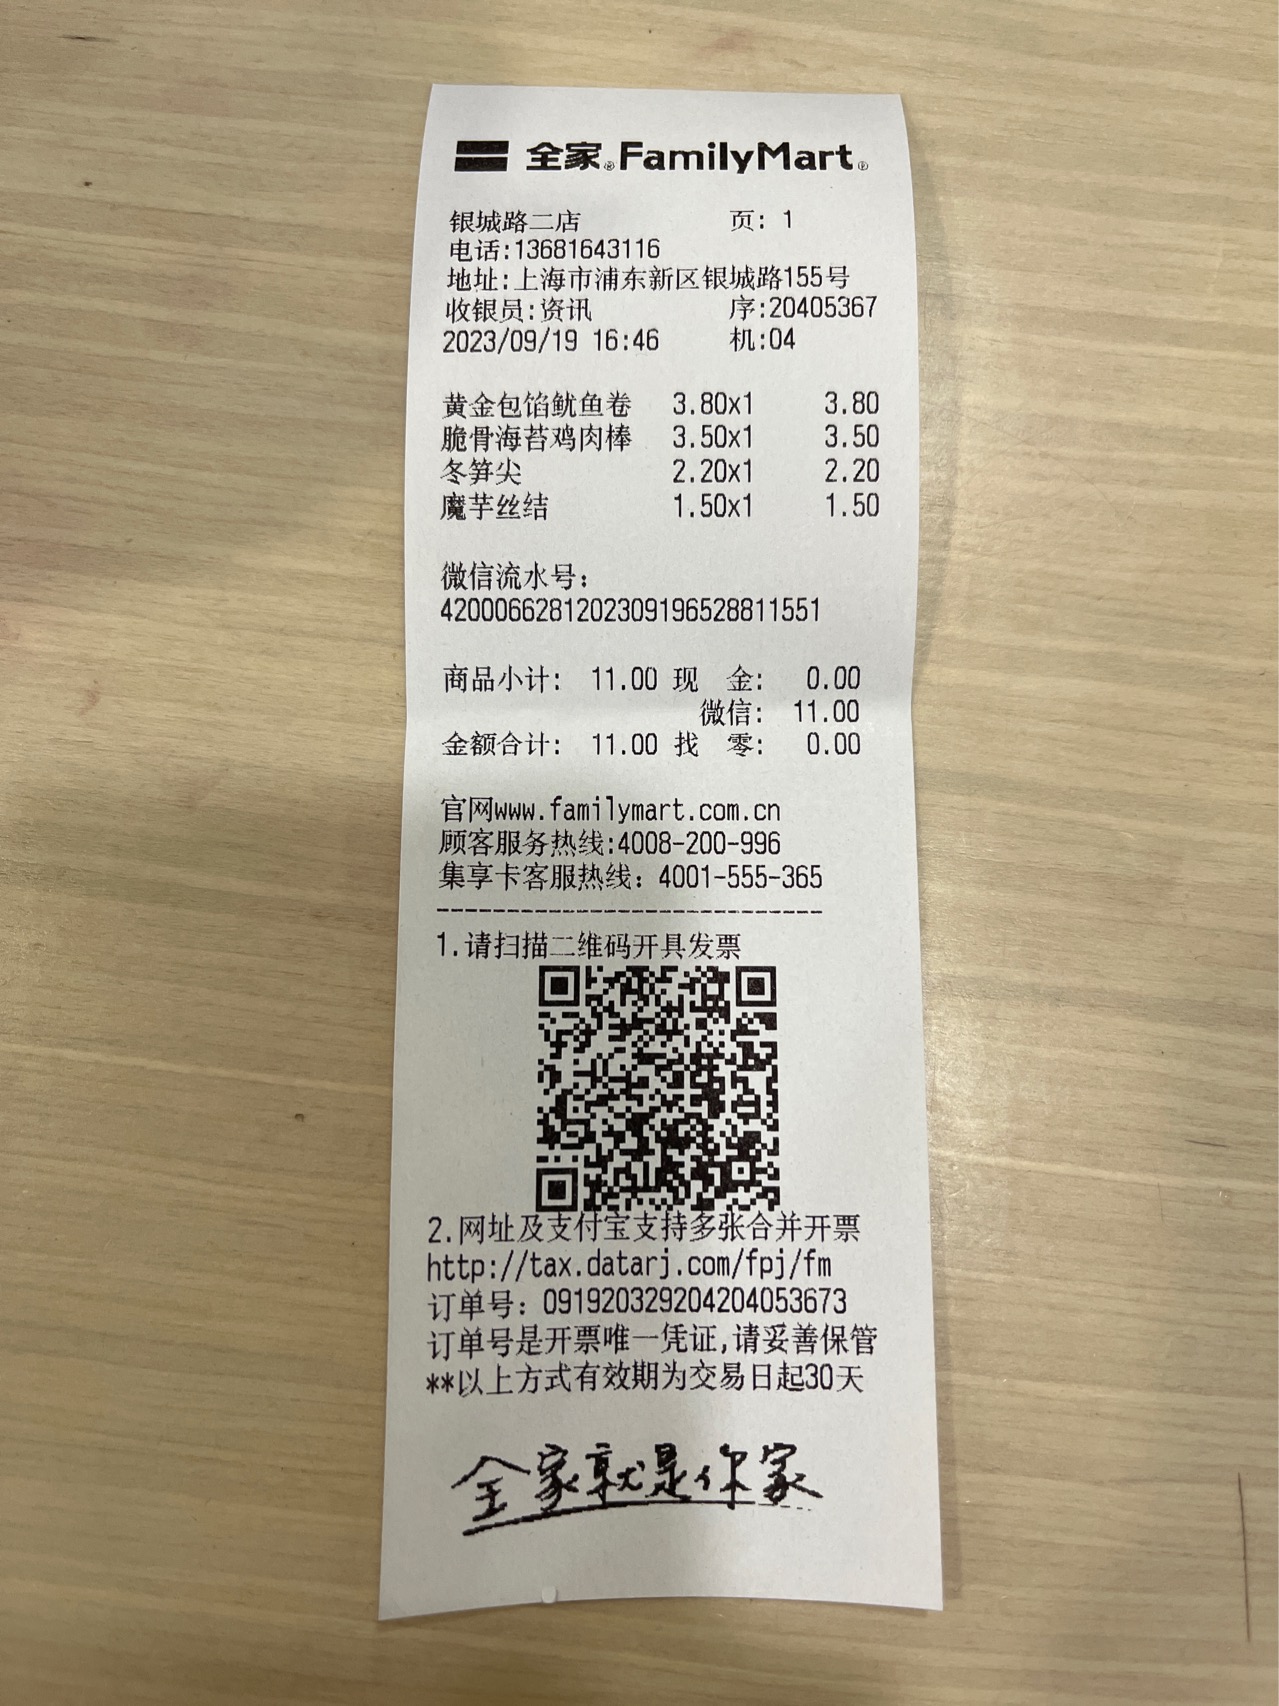 全家® FamilyMart®
银城路二店 页: 1
电话:13681643116
地址:上海市浦东新区银城路155号
收银员:资讯 序:20405367
2023/09/19 16:46 机:04
黄金包馅鱿鱼卷 3.80x1 3.80
脆骨海苔鸡肉棒 3.50x1 3.50
冬笋尖 2.20x1 2.20
魔芋丝结 1.50x1 1.50
微信流水号:
4200066281202309196528811551
商品小计: 11.00 现 金: 0.00
微信: 11.00
金额合计: 11.00 找 零: 0.00
官网www.familymart.com.cn
顾客服务热线:4008-200-996
集享卡客服热线: 4001-555-365
----------------------------
1.请扫描二维码开具发票
2.网址及支付宝支持多张合并开票
http://tax.datarj.com/fpj/fm
订单号: 091920329204204053673
订单号是开票唯一凭证,请妥善保管
**以上方式有效期为交易日起30天
全家就是你家